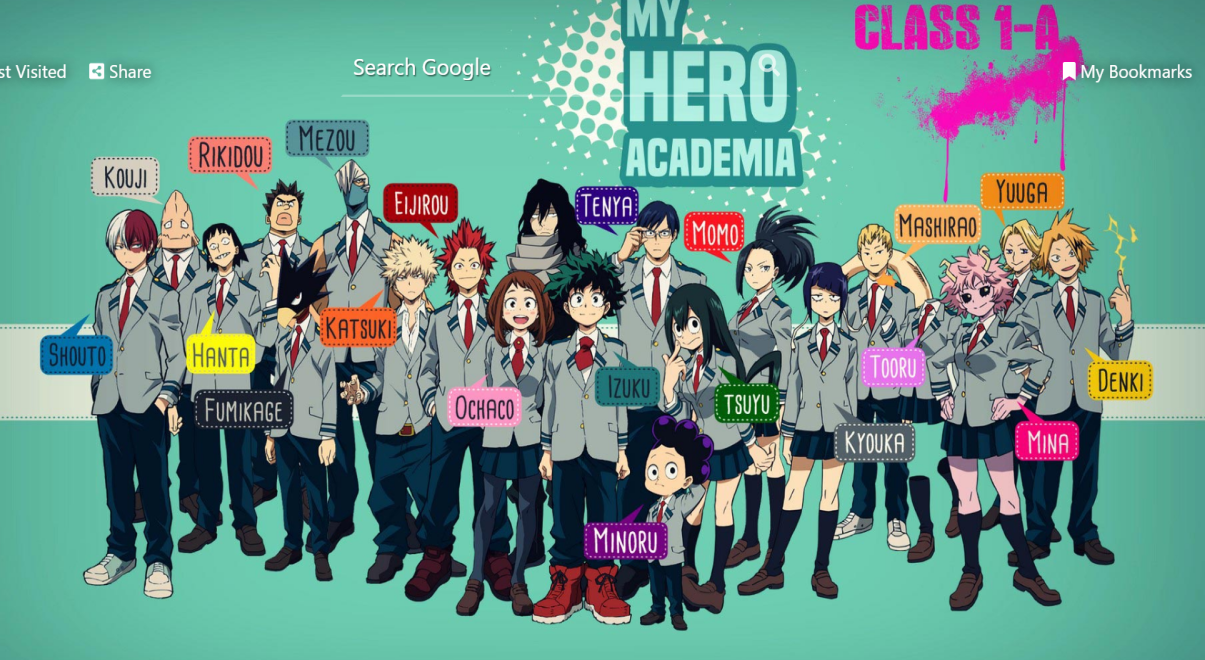 MY
HERO
ACADEMIA
CLASS 1-A
st Visited
Share
Search Google
My Bookmarks
KOUJI
RIKIDOU
MEZOU
EIJIROU
TENYA
MOMO
MASHIRAO
YUUGA
SHOUTO
HANTA
KATSUKI
FUMIKAGE
OCHACO
IZUKU
TSUYU
TOORU
KYOUKA
DENKI
MINA
MINORU